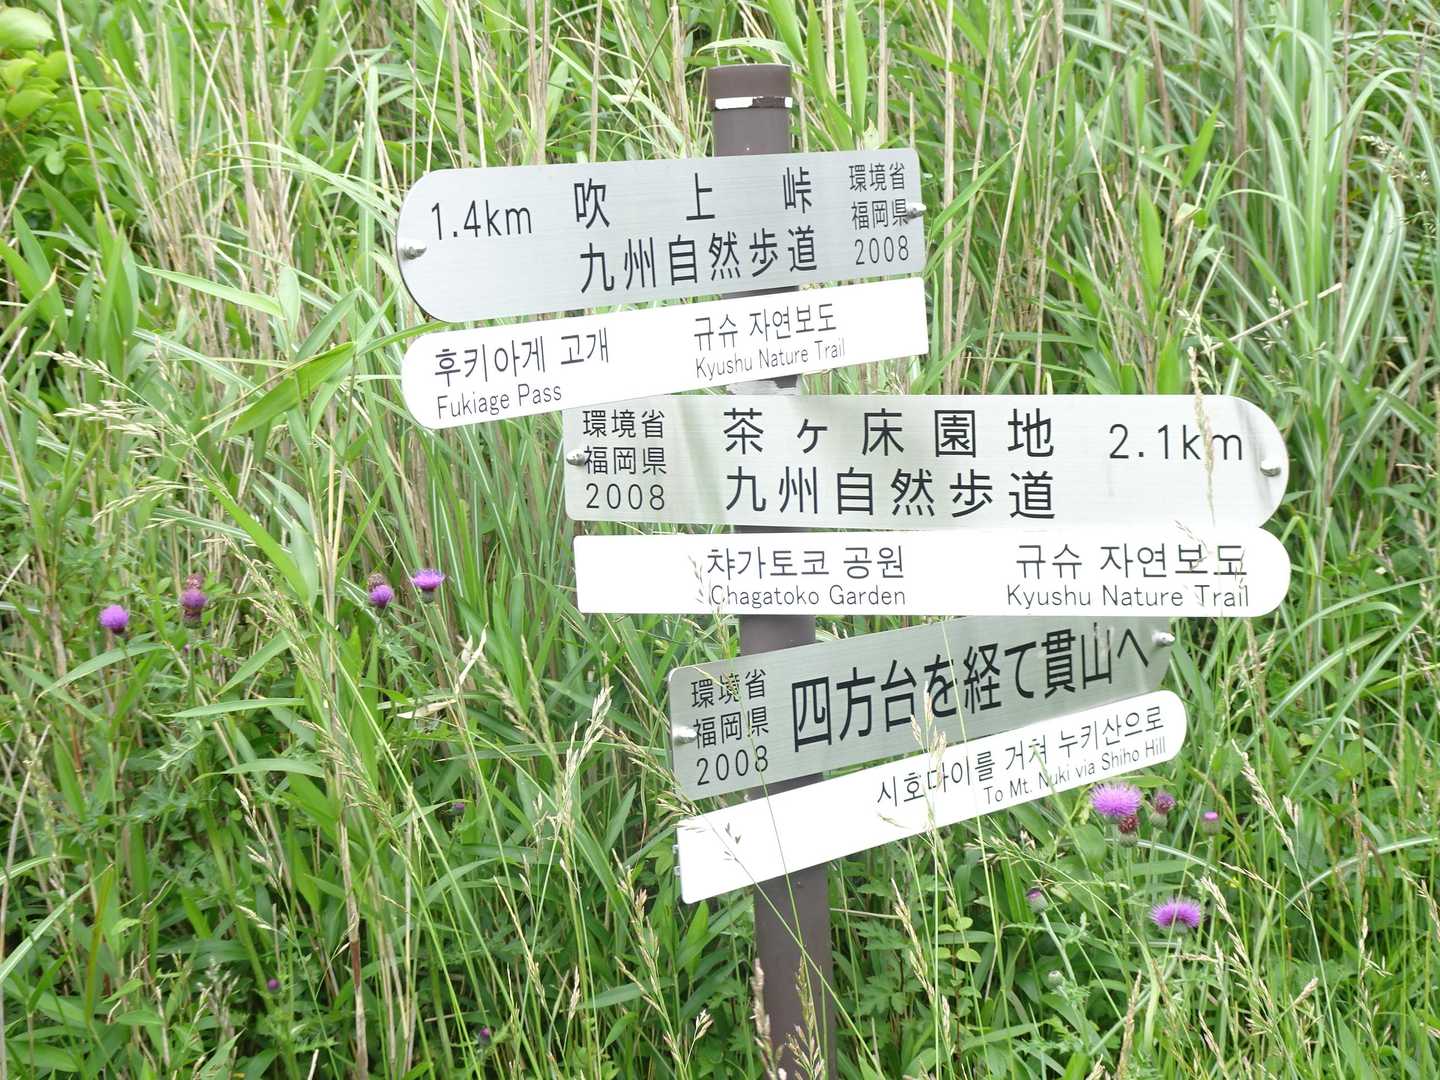 1.4km 吹上峠 環境省
九州自然歩道 福岡県
2008
후키아게 고개 규슈 자연보도
Fukiage Pass Kyushu Nature Trail
環境省 茶ヶ床園地 2.1km
福岡県 九州自然歩道
2008
챠가토코 공원 규슈 자연보도
Chagatoko Garden Kyushu Nature Trail
環境省
福岡県 四方台を経て貫山へ
2008
시호다이를 거쳐 누키산으로
To Mt. Nuki via Shiho Hill